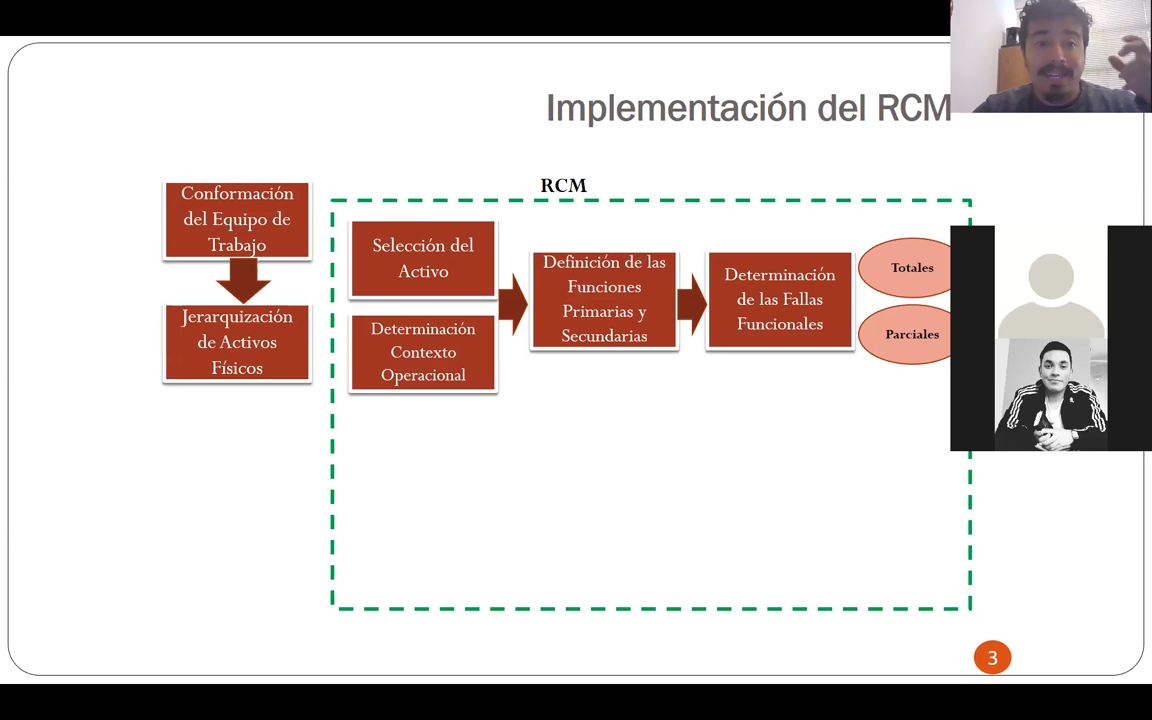 Implementación del RCM
RCM
Conformación
del Equipo de
Trabajo
Jerarquización
de Activos
Físicos
Selección del
Activo
Determinación
Contexto
Operacional
Definición de las
Funciones
Primarias y
Secundarias
Determinación
de las Fallas
Funcionales
Totales
Parciales
3